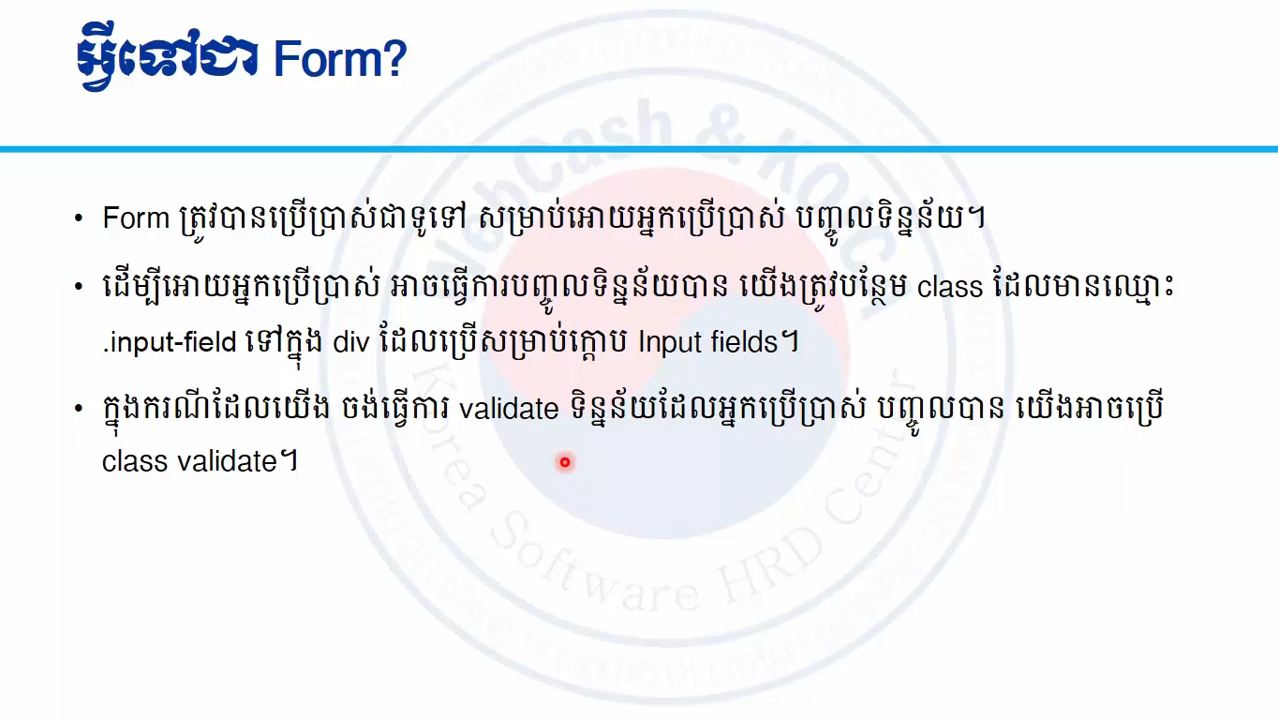 អ្វីទៅជា Form?
• Form ត្រូវបានប្រើប្រាស់ជាទូទៅ សម្រាប់អោយអ្នកប្រើប្រាស់ បញ្ចូលទិន្នន័យ។
• ដើម្បីអោយអ្នកប្រើប្រាស់ អាចធ្វើការបញ្ចូលទិន្នន័យបាន យើងត្រូវបន្ថែម class ដែលមានឈ្មោះ
.input-field ទៅក្នុង div ដែលប្រើសម្រាប់ក្តោប Input fields។
• ក្នុងករណីដែលយើង ចង់ធ្វើការ validate ទិន្នន័យដែលអ្នកប្រើប្រាស់ បញ្ចូលបាន យើងអាចប្រើ
class validate។
WebCash & KOICA
Korea Software HRD Center